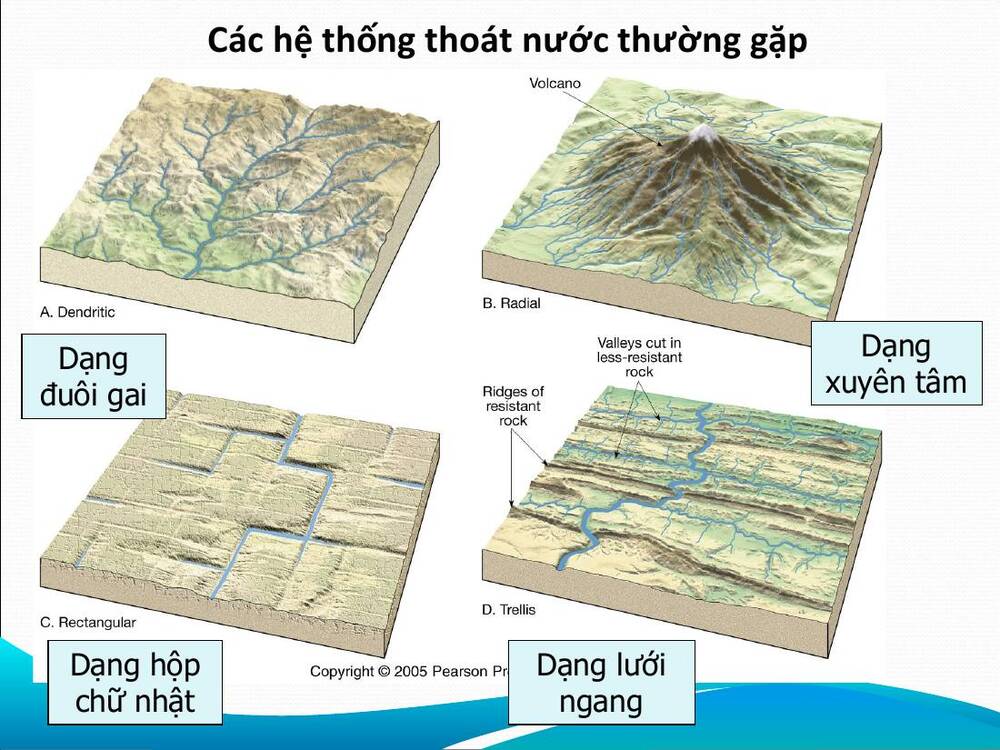 Các hệ thống thoát nước thường gặp
Volcano
A. Dendritic
B. Radial
Dạng
đuôi gai
Dạng
xuyên tâm
Valleys cut in
less-resistant
rock
Ridges of
resistant
rock
C. Rectangular
D. Trellis
Dạng hộp
chữ nhật
Copyright © 2005 Pearson
Dạng lưới
ngang